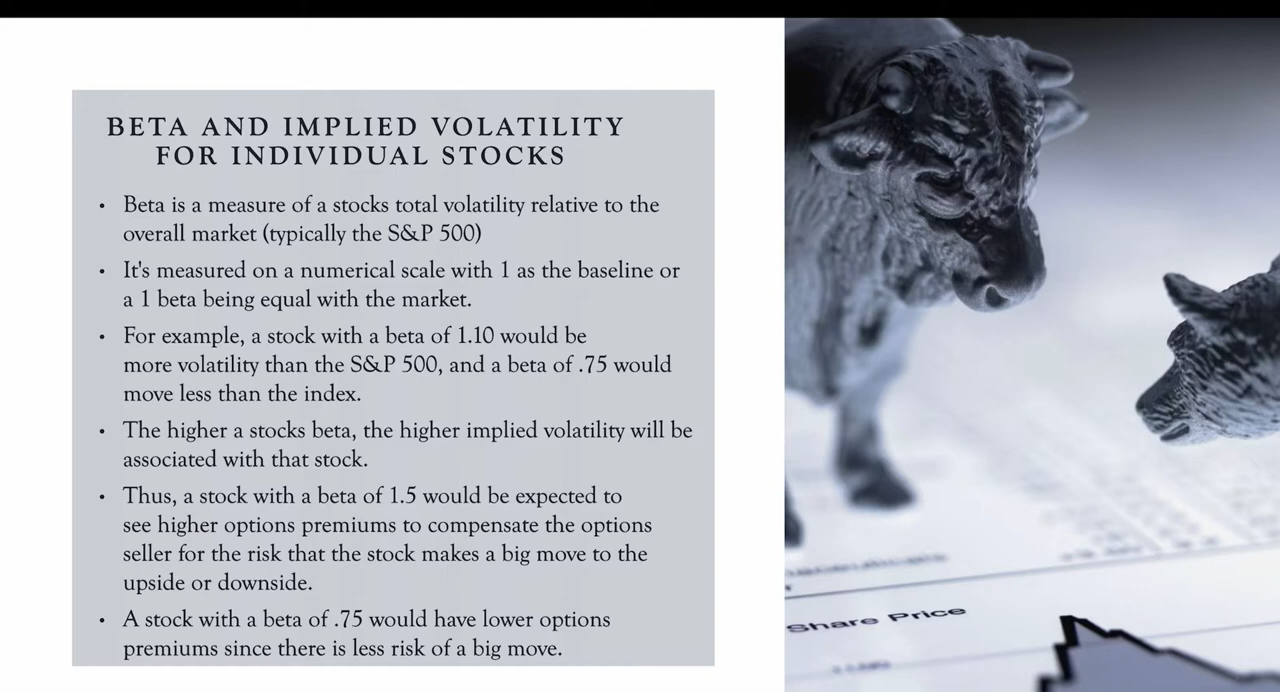 BETA AND IMPLIED VOLATILITY
FOR INDIVIDUAL STOCKS
• Beta is a measure of a stocks total volatility relative to the
overall market (typically the S&P 500)
• It's measured on a numerical scale with 1 as the baseline or
a 1 beta being equal with the market.
• For example, a stock with a beta of 1.10 would be
more volatility than the S&P 500, and a beta of .75 would
move less than the index.
• The higher a stocks beta, the higher implied volatility will be
associated with that stock.
• Thus, a stock with a beta of 1.5 would be expected to
see higher options premiums to compensate the options
seller for the risk that the stock makes a big move to the
upside or downside.
• A stock with a beta of .75 would have lower options
premiums since there is less risk of a big move.
Share Price